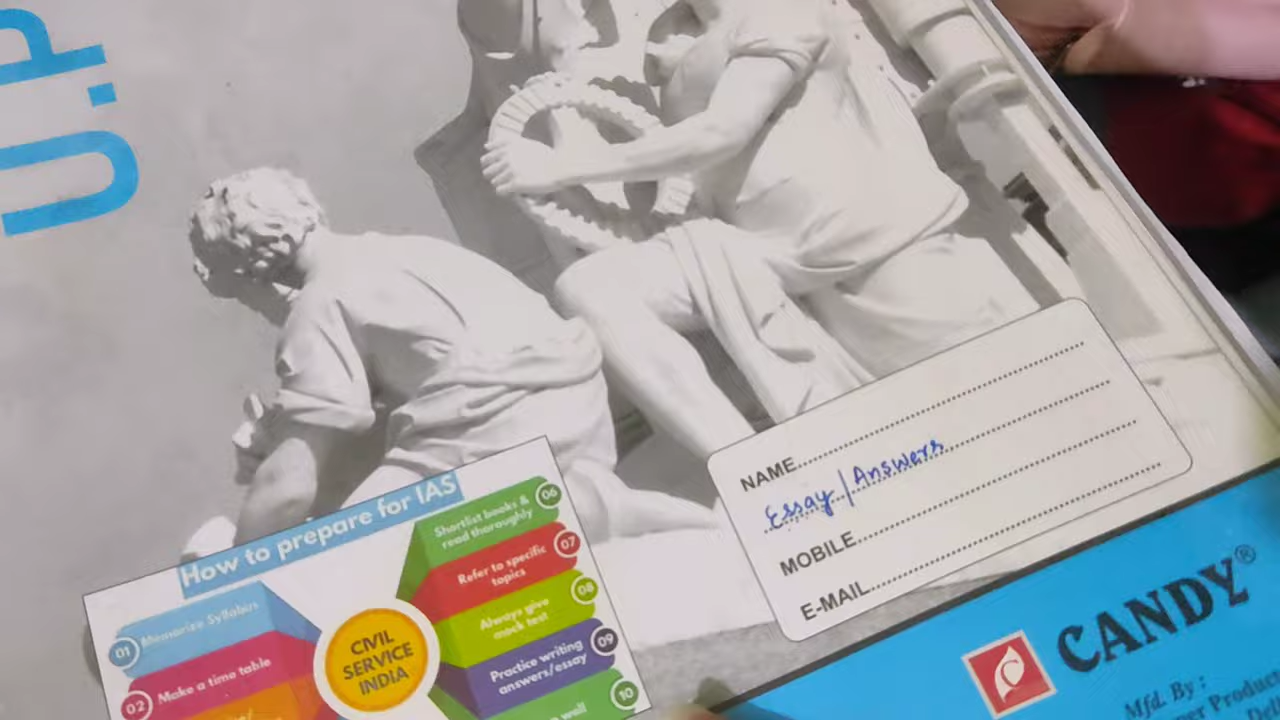 U.P
How to prepare for IAS
01 Memorize Syllabus
02 Make a time table
CIVIL
SERVICE
INDIA
Shortlist books & 06
read thoroughly
Refer to specific 07
topics
Always give 08
mock test
Practice writing 09
answers/essay
10
well
NAME
Essay/Answers
MOBILE
E-MAIL
CANDY®
Mfd. By :